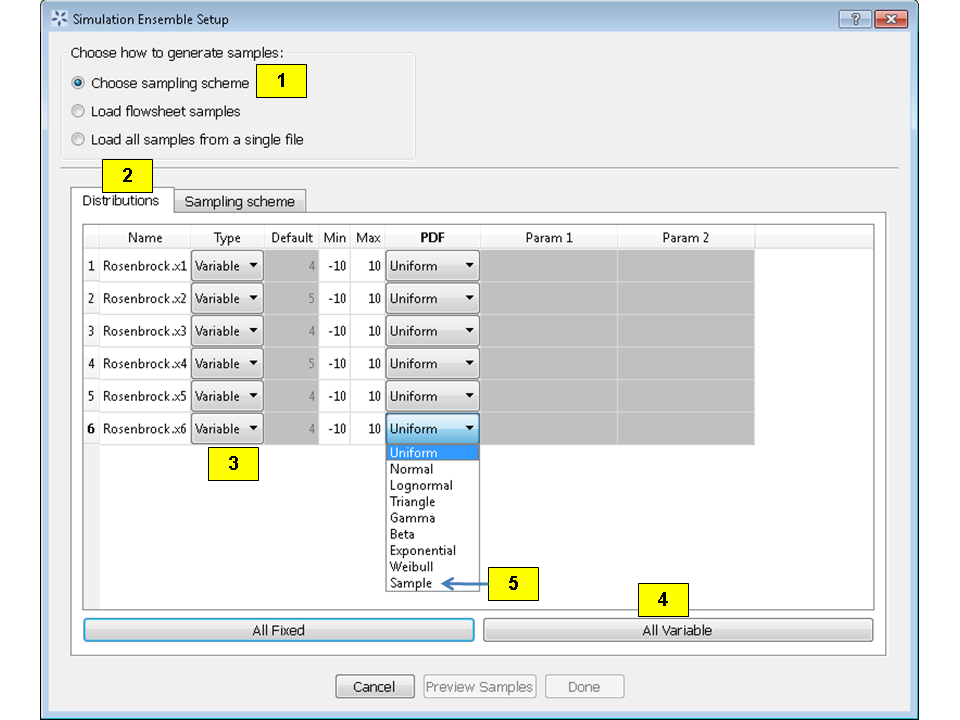 Simulation Ensemble Setup
?
Choose how to generate samples:
Choose sampling scheme 1
Load flowsheet samples
Load all samples from a single file
2
Distributions Sampling scheme
Name Type Default Min Max PDF Param 1 Param 2
1 Rosenbrock.x1 Variable 4 -10 10 Uniform
2 Rosenbrock.x2 Variable 5 -10 10 Uniform
3 Rosenbrock.x3 Variable 4 -10 10 Uniform
4 Rosenbrock.x4 Variable 5 -10 10 Uniform
5 Rosenbrock.x5 Variable 4 -10 10 Uniform
6 Rosenbrock.x6 Variable 4 -10 10 Uniform
3
Uniform
Normal
Lognormal
Triangle
Gamma
Beta
Exponential
Weibull
Sample 5
4
All Fixed All Variable
Cancel Preview Samples Done